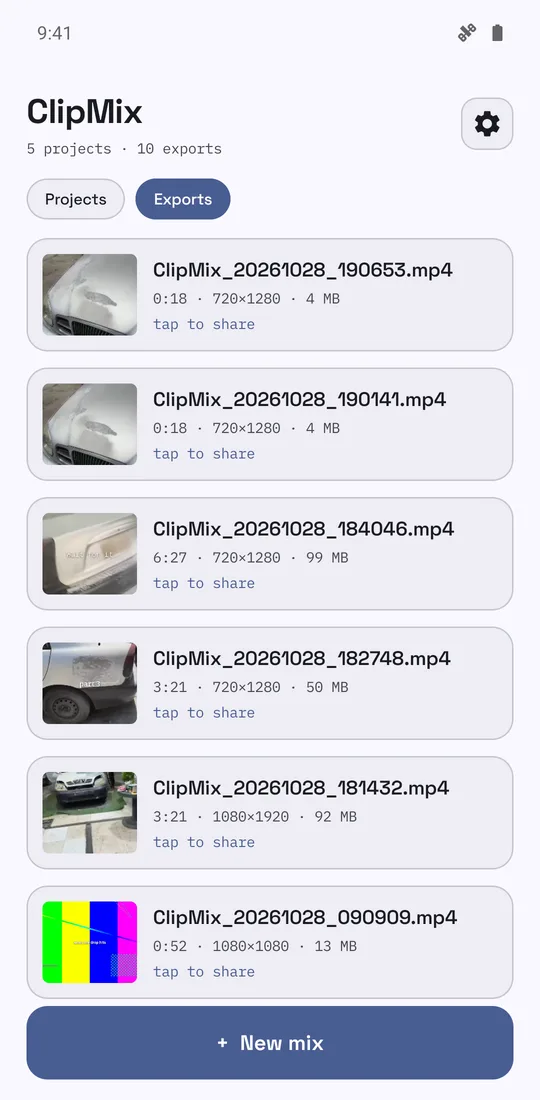 9:41
ClipMix
5 projects · 10 exports
Projects
Exports
ClipMix_20261028_190653.mp4
0:18 · 720×1280 · 4 MB
tap to share
ClipMix_20261028_190141.mp4
0:18 · 720×1280 · 4 MB
tap to share
ClipMix_20261028_184046.mp4
6:27 · 720×1280 · 99 MB
tap to share
ClipMix_20261028_182748.mp4
3:21 · 720×1280 · 50 MB
tap to share
ClipMix_20261028_181432.mp4
3:21 · 1080×1920 · 92 MB
tap to share
ClipMix_20261028_090909.mp4
0:52 · 1080×1080 · 13 MB
tap to share
+ New mix